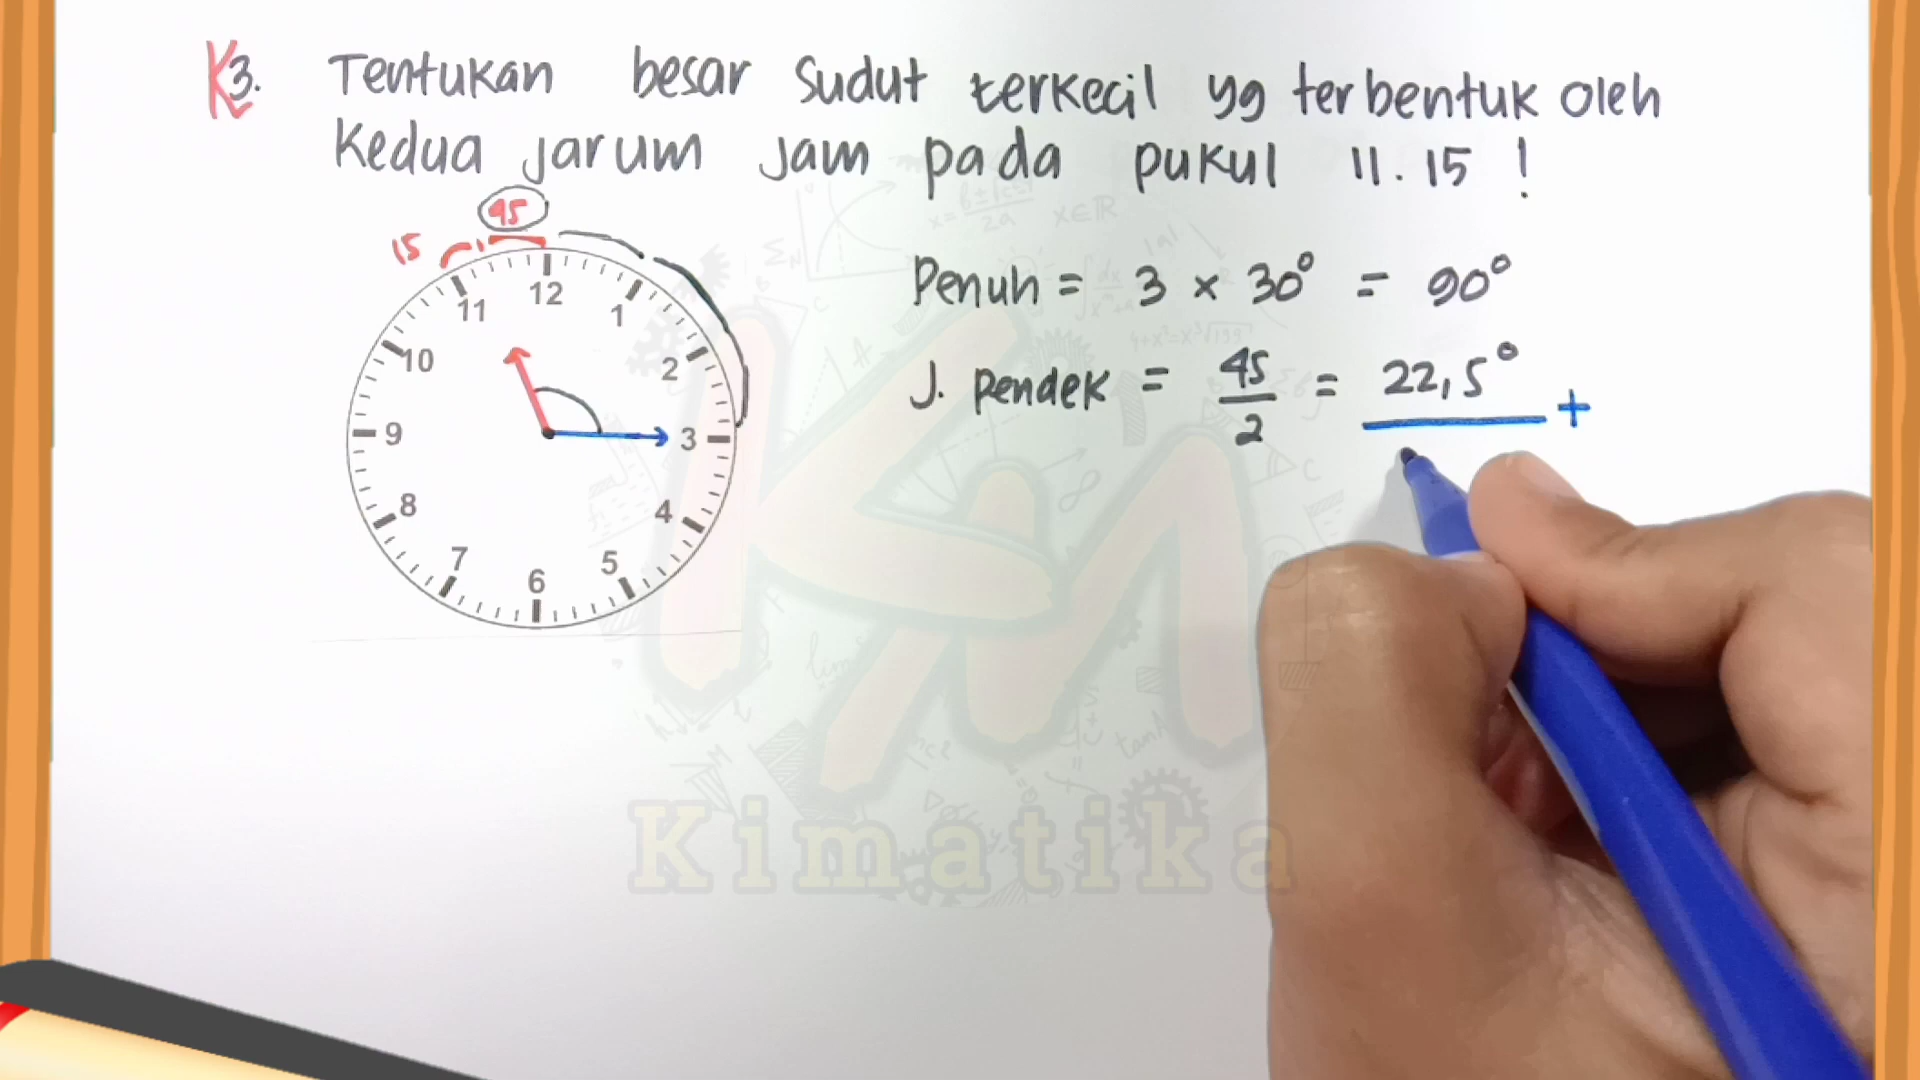 K3. Tentukan besar sudut terkecil yg terbentuk oleh
kedua jarum jam pada pukul 11.15 !
45
15
12
11
1
10
2
9
3
8
4
7
5
6
Penuh = 3 × 30° = 90°
J. pendek = 45/2 = 22,5° +
Kimatika